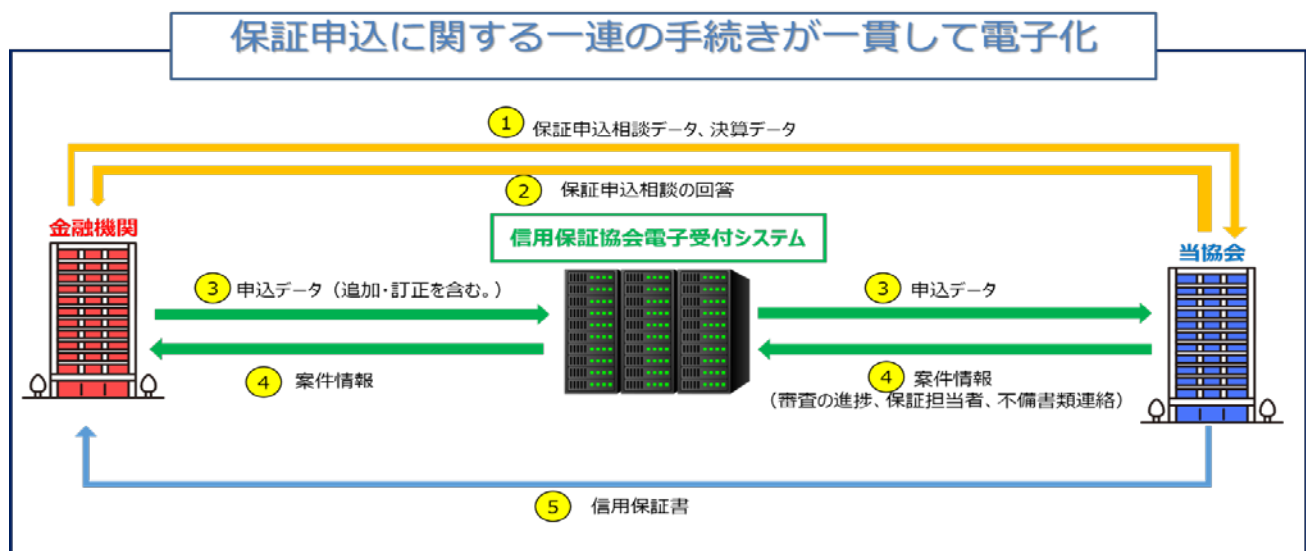 保証申込に関する一連の手続きが一貫して電子化
1 保証申込相談データ、決算データ
2 保証申込相談の回答
金融機関
信用保証協会電子受付システム
当協会
3 申込データ（追加・訂正を含む。）
3 申込データ
4 案件情報
4 案件情報
（審査の進捗、保証担当者、不備書類連絡）
5 信用保証書